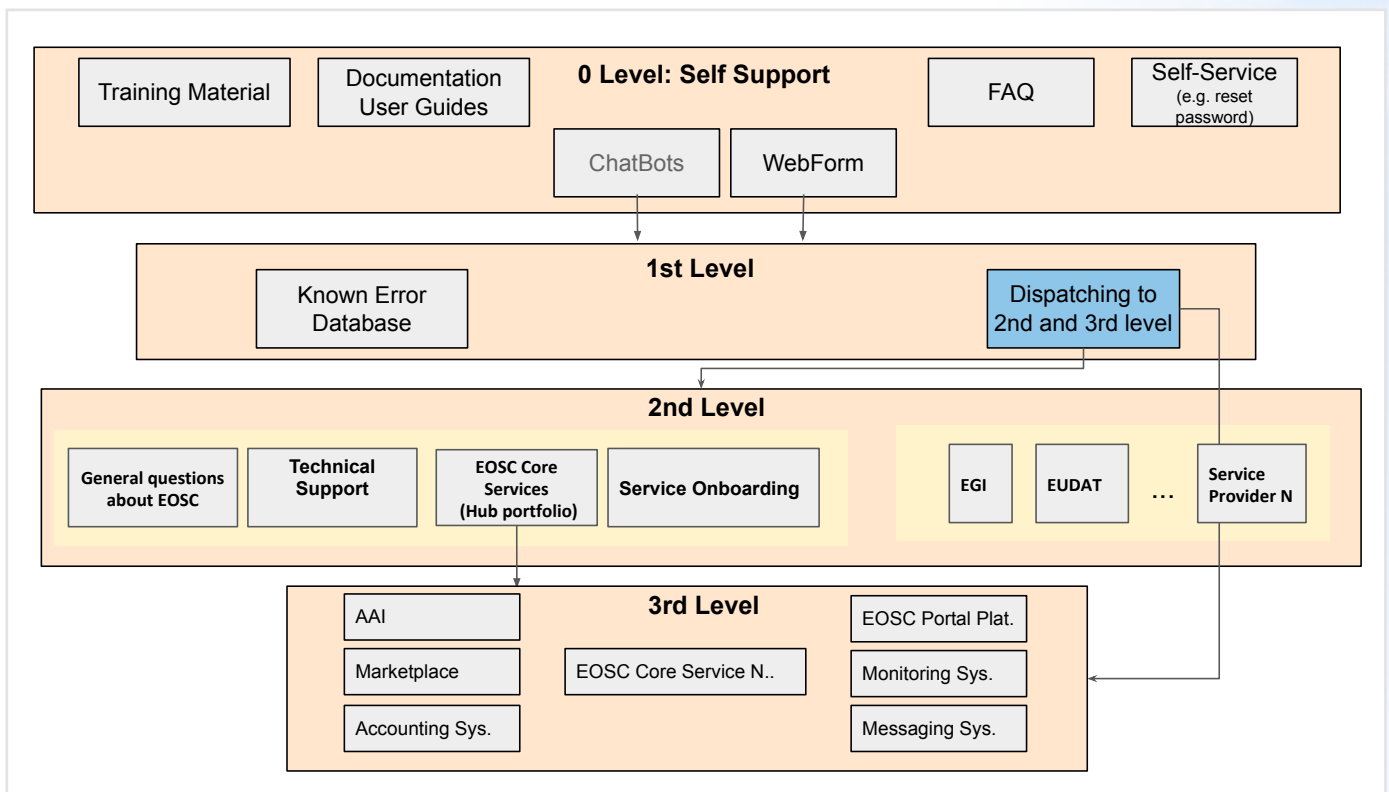 0 Level: Self Support
Training Material
Documentation
User Guides
FAQ
Self-Service
(e.g. reset
password)
ChatBots
WebForm
1st Level
Known Error
Database
Dispatching to
2nd and 3rd level
2nd Level
General questions
about EOSC
Technical
Support
EOSC Core
Services
(Hub portfolio)
Service Onboarding
EGI
EUDAT
...
Service
Provider N
3rd Level
AAI
Marketplace
Accounting Sys.
EOSC Core Service N..
EOSC Portal Plat.
Monitoring Sys.
Messaging Sys.